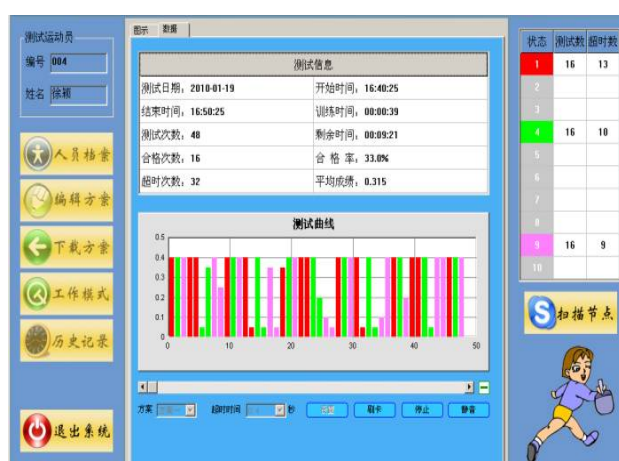 测试运动员
编号 004
姓名 徐颖
人员档案
编辑方案
下载方案
工作模式
历史记录
退出系统
图示 数据
测试信息
测试日期，2010-01-19 开始时间，16:40:25
结束时间，16:50:25 训练时间，00:00:39
测试次数，48 剩余时间，00:09:21
合格次数，16 合 格 率，33.0%
超时次数，32 平均成绩，0.315
测试曲线
0.5
0.4
0.3
0.2
0.1
0
0 10 20 30 40 50
方案 超时时间 秒 刷卡 停止 静音
状态 测试数 超时数
1 16 13
2
3
4 16 10
5
6
7
8
9 16 9
10
S 扫描节点